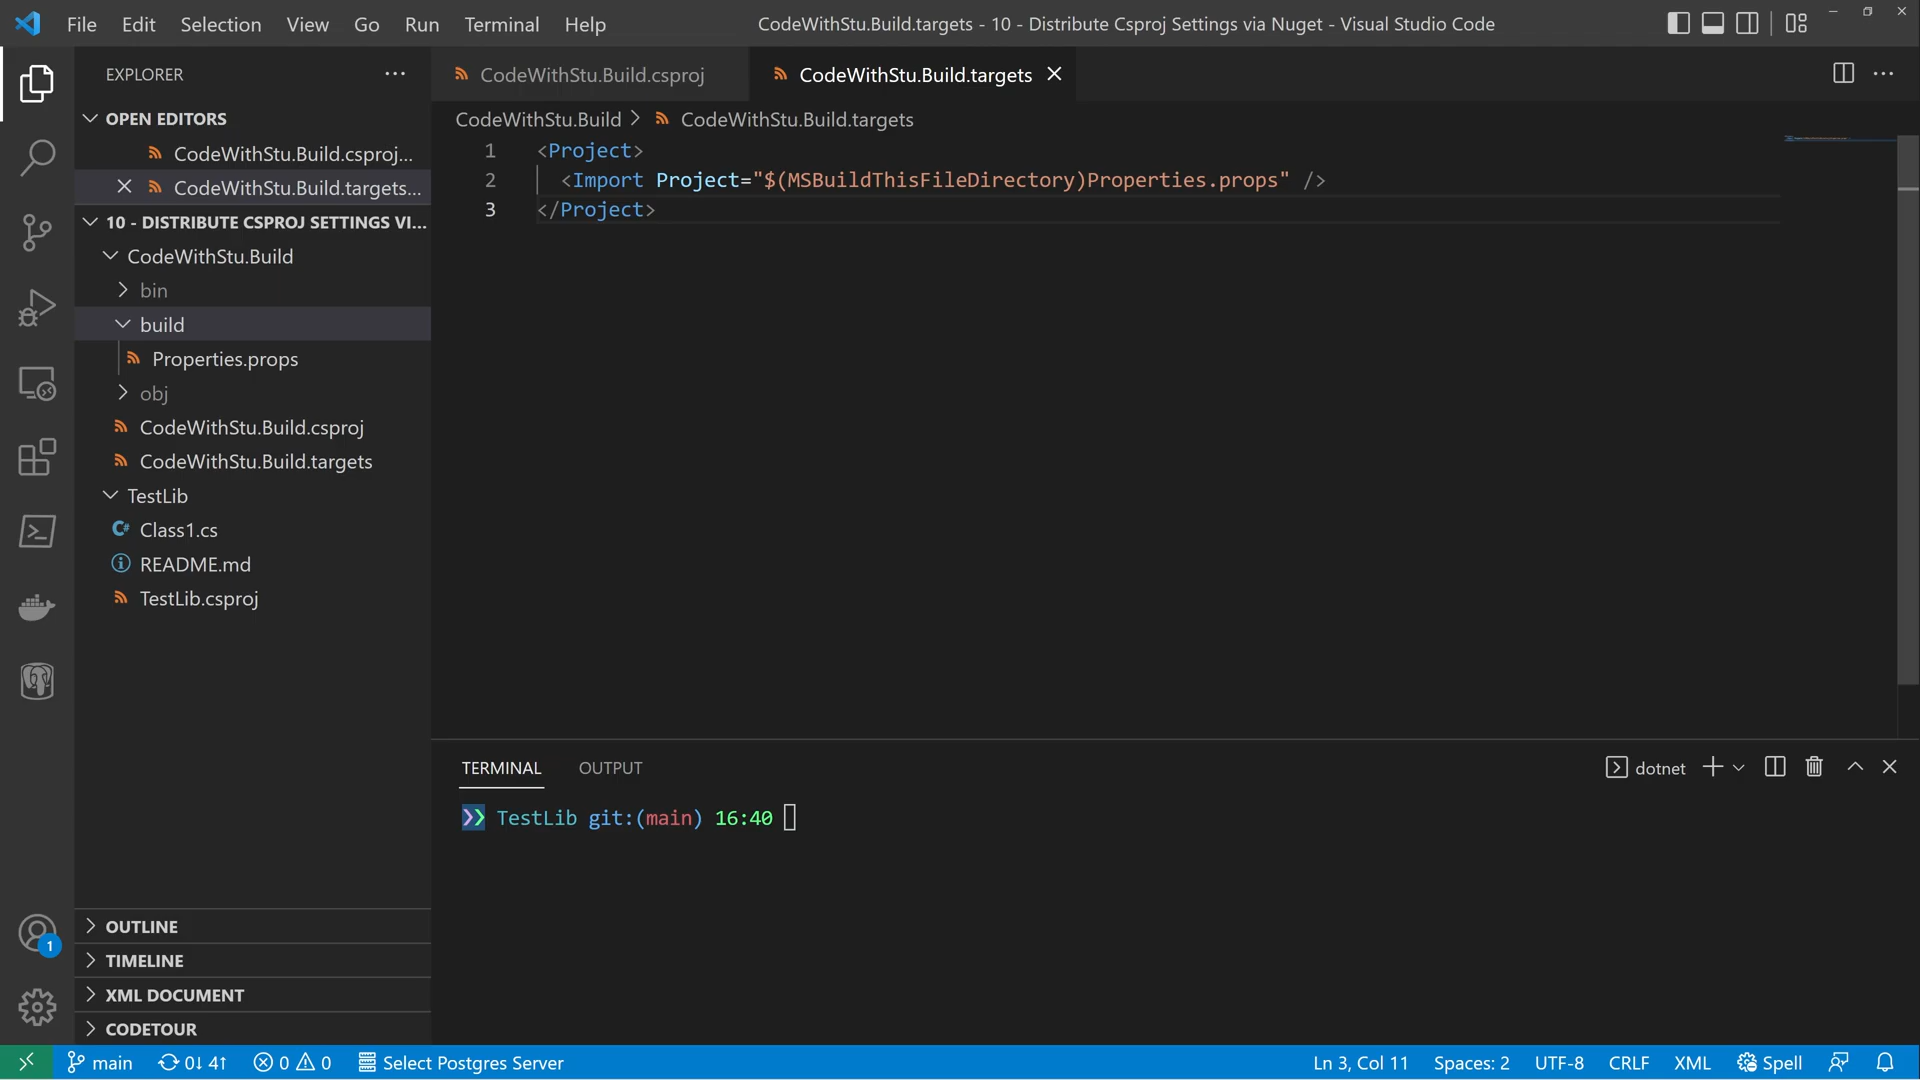 File Edit Selection View Go Run Terminal Help
CodeWithStu.Build.targets - 10 - Distribute Csproj Settings via Nuget - Visual Studio Code
EXPLORER
OPEN EDITORS
CodeWithStu.Build.csproj...
CodeWithStu.Build.targets...
10 - DISTRIBUTE CSPROJ SETTINGS VI...
CodeWithStu.Build
bin
build
Properties.props
obj
CodeWithStu.Build.csproj
CodeWithStu.Build.targets
TestLib
Class1.cs
README.md
TestLib.csproj
OUTLINE
TIMELINE
XML DOCUMENT
CODETOUR
CodeWithStu.Build.csproj
CodeWithStu.Build.targets
CodeWithStu.Build > CodeWithStu.Build.targets
1 <Project>
2 <Import Project="$(MSBuildThisFileDirectory)Properties.props" />
3 </Project>
TERMINAL OUTPUT
dotnet
TestLib git:(main) 16:40
1
main 0↓ 4↑ 0 0 Select Postgres Server
Ln 3, Col 11 Spaces: 2 UTF-8 CRLF XML Spell